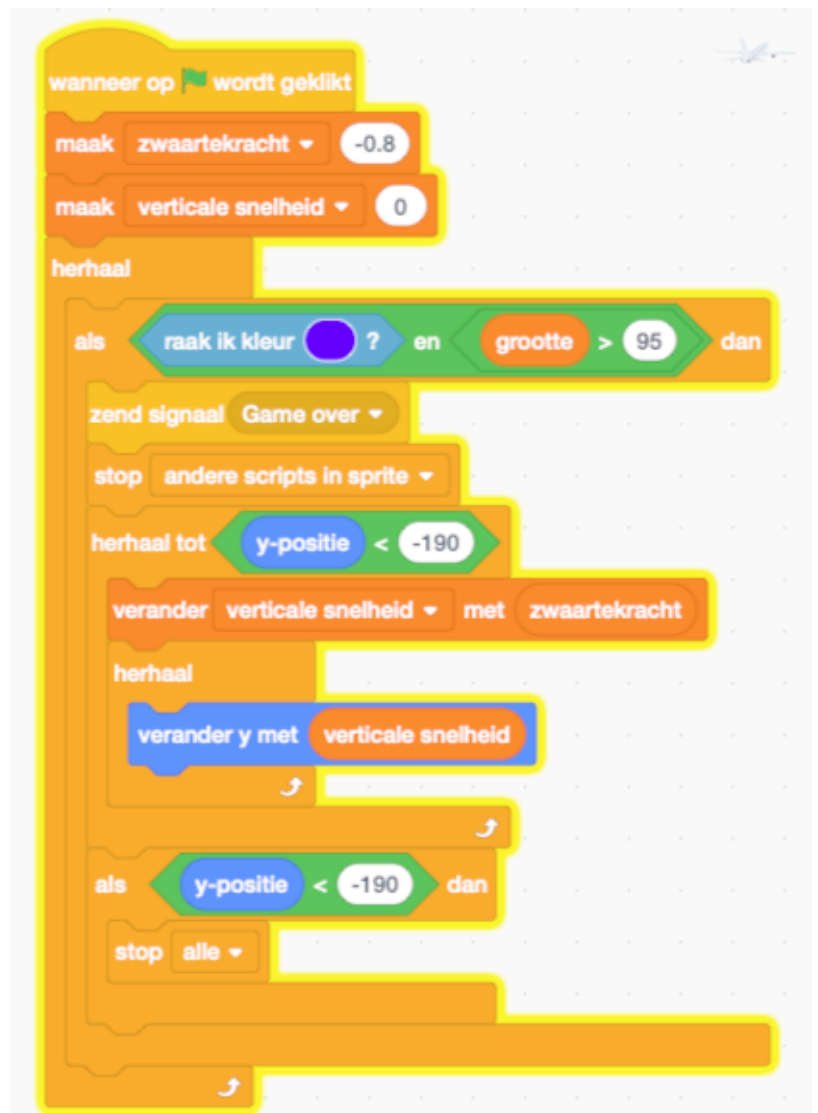 wanneer op wordt geklikt
maak zwaartekracht -0.8
maak verticale snelheid 0
herhaal
als raak ik kleur ? en grootte > 95 dan
zend signaal Game over
stop andere scripts in sprite
herhaal tot y-positie < -190
verander verticale snelheid met zwaartekracht
herhaal
verander y met verticale snelheid
als y-positie < -190 dan
stop alle